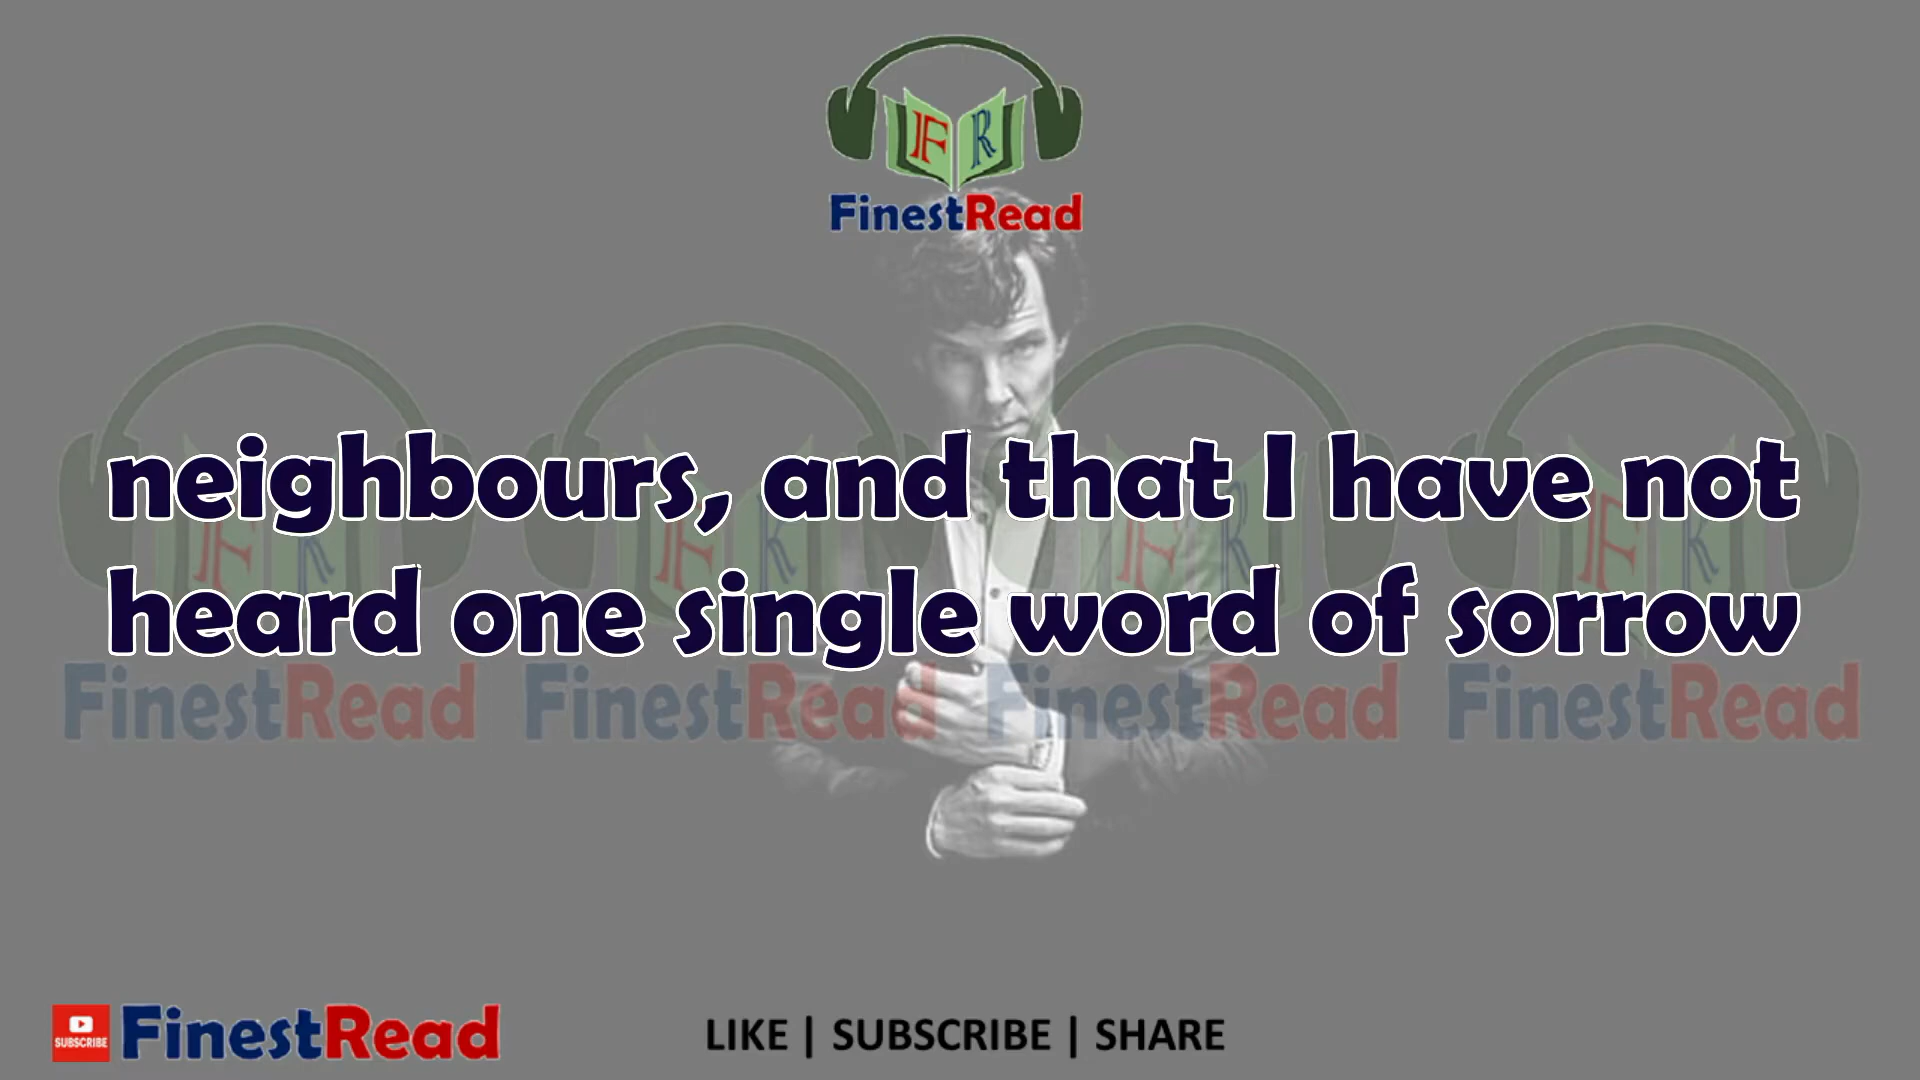 F R
FinestRead
neighbours, and that I have not
heard one single word of sorrow
F R F R F R F R
FinestRead FinestRead FinestRead FinestRead
SUBSCRIBE FinestRead
LIKE | SUBSCRIBE | SHARE